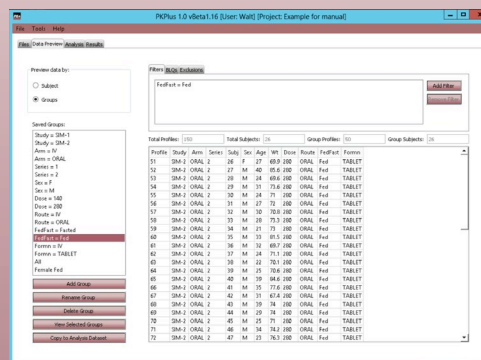 PKPlus 1.0 vBeta1.16 [User: Walt] [Project: Example for manual]
File Tools Help
Files Data Preview Analysis Results
Preview data by:
Subject
Groups
Saved Groups:
Study = SIM-1
Study = SIM-2
Arm = IV
Arm = ORAL
Series = 1
Series = 2
Sex = F
Sex = M
Dose = 140
Dose = 280
Route = IV
Route = ORAL
FedFast = Fasted
FedFast = Fed
Formn = IV
Formn = TABLET
All
Female Fed
Add Group
Rename Group
Delete Group
View Selected Groups
Copy to Analysis Dataset
Filters BLQs Exclusions
FedFast = Fed
Add Filter
Total Subjects: 26
Group Profiles: 50
Group Subjects: 26
Profile Study Arm Series Subj Sex Age Wt Dose Route FedFast Formn
51 SIM-2 ORAL 2 26 F 27 69.9 280 ORAL Fed TABLET
52 SIM-2 ORAL 2 27 M 40 85.6 280 ORAL Fed TABLET
53 SIM-2 ORAL 2 28 M 24 69.6 280 ORAL Fed TABLET
54 SIM-2 ORAL 2 29 M 31 73.6 280 ORAL Fed TABLET
55 SIM-2 ORAL 2 30 M 24 71 280 ORAL Fed TABLET
56 SIM-2 ORAL 2 31 M 27 72 280 ORAL Fed TABLET
57 SIM-2 ORAL 2 32 M 30 70.8 280 ORAL Fed TABLET
58 SIM-2 ORAL 2 33 M 28 75.3 280 ORAL Fed TABLET
59 SIM-2 ORAL 2 34 M 21 73 280 ORAL Fed TABLET
60 SIM-2 ORAL 2 35 M 33 81.5 280 ORAL Fed TABLET
61 SIM-2 ORAL 2 36 M 32 69.7 280 ORAL Fed TABLET
62 SIM-2 ORAL 2 37 M 24 71.1 280 ORAL Fed TABLET
63 SIM-2 ORAL 2 38 M 22 70.1 280 ORAL Fed TABLET
64 SIM-2 ORAL 2 39 M 25 70.6 280 ORAL Fed TABLET
65 SIM-2 ORAL 2 40 M 39 84.6 280 ORAL Fed TABLET
66 SIM-2 ORAL 2 41 M 35 77.6 280 ORAL Fed TABLET
67 SIM-2 ORAL 2 42 M 31 67.4 280 ORAL Fed TABLET
68 SIM-2 ORAL 2 43 M 39 74 280 ORAL Fed TABLET
69 SIM-2 ORAL 2 44 M 29 74 280 ORAL Fed TABLET
70 SIM-2 ORAL 2 45 M 25 71 280 ORAL Fed TABLET
71 SIM-2 ORAL 2 46 M 34 74.2 280 ORAL Fed TABLET
72 SIM-2 ORAL 2 47 M 23 76.3 280 ORAL Fed TABLET